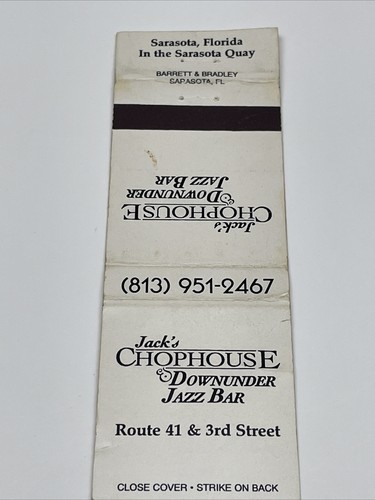 Sarasota, Florida
In the Sarasota Quay
BARRETT & BRADLEY
SARASOTA, FL
Jack's
CHOPHOUSE
& DOWNUNDER
JAZZ BAR
(813) 951-2467
Jack's
CHOPHOUSE
& DOWNUNDER
JAZZ BAR
Route 41 & 3rd Street
CLOSE COVER • STRIKE ON BACK